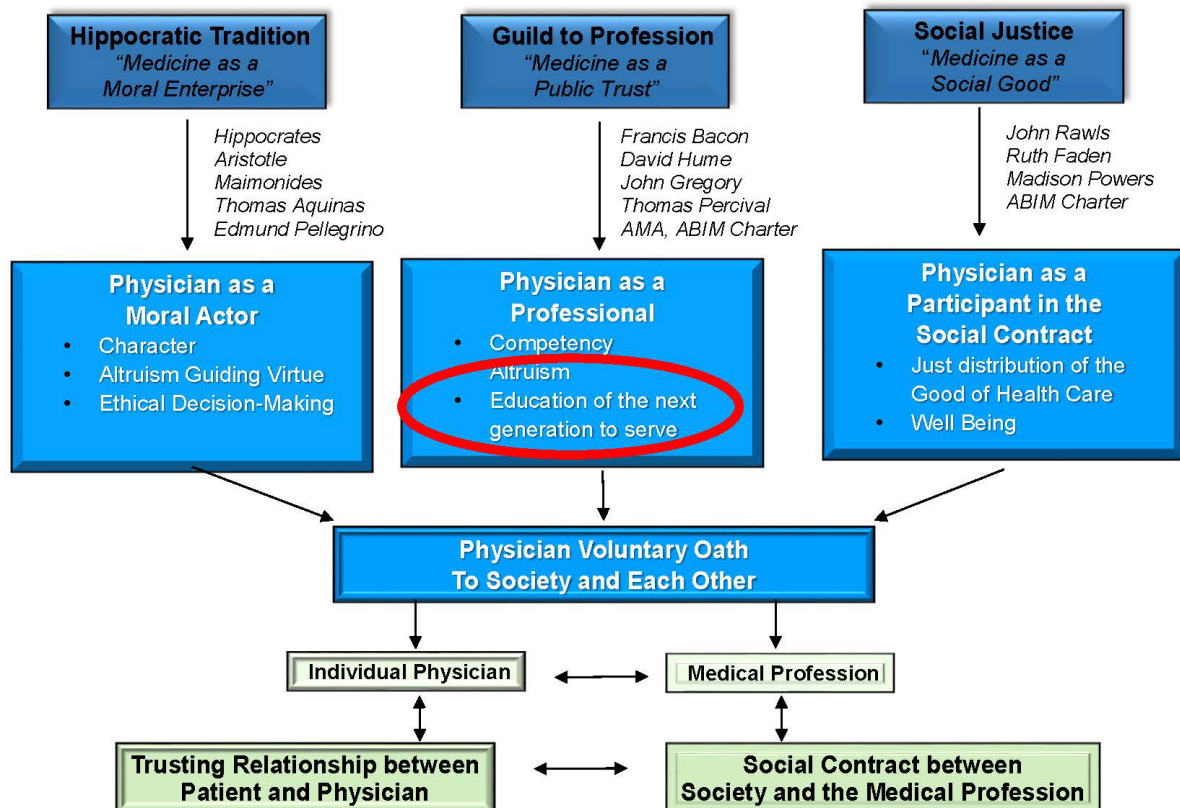 Hippocratic Tradition
"Medicine as a
Moral Enterprise"
Guild to Profession
"Medicine as a
Public Trust"
Social Justice
"Medicine as a
Social Good"
Hippocrates
Aristotle
Maimonides
Thomas Aquinas
Edmund Pellegrino
Francis Bacon
David Hume
John Gregory
Thomas Percival
AMA, ABIM Charter
John Rawls
Ruth Faden
Madison Powers
ABIM Charter
Physician as a
Moral Actor
• Character
• Altruism Guiding Virtue
• Ethical Decision-Making
Physician as a
Professional
• Competency
Altruism
• Education of the next
generation to serve
Physician as a
Participant in the
Social Contract
• Just distribution of the
Good of Health Care
• Well Being
Physician Voluntary Oath
To Society and Each Other
Individual Physician
Medical Profession
Trusting Relationship between
Patient and Physician
Social Contract between
Society and the Medical Profession